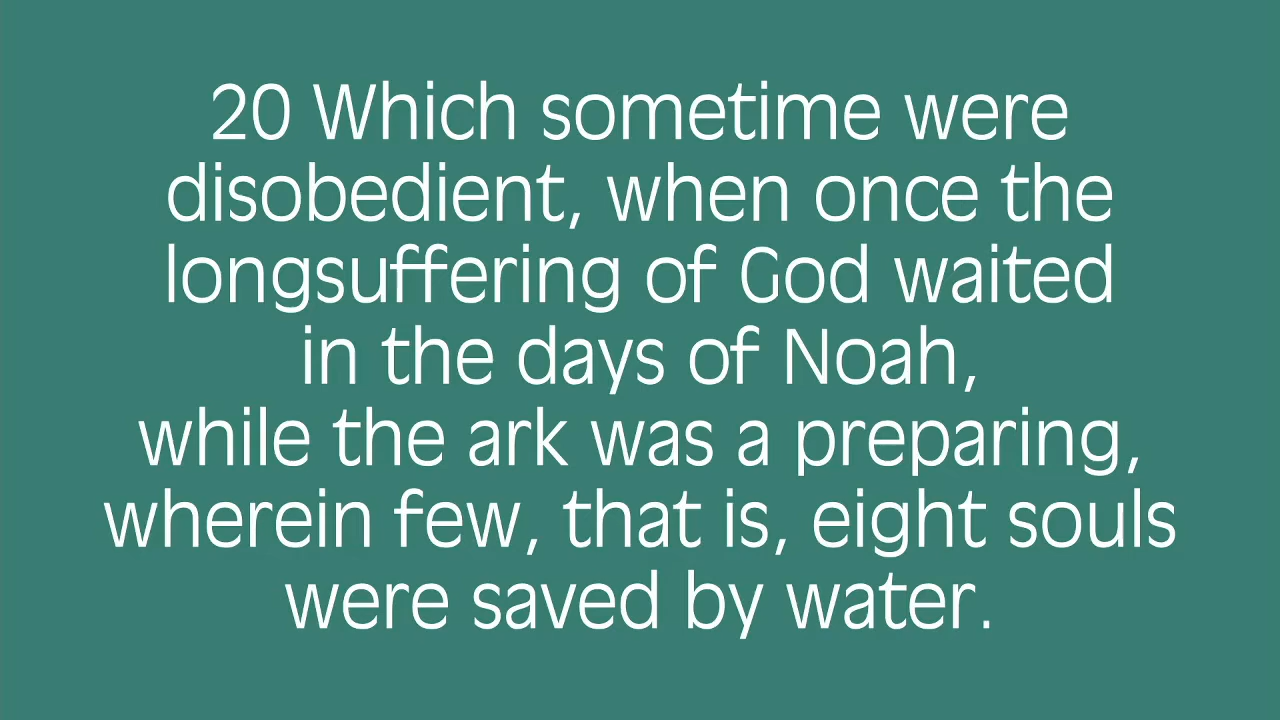 20 Which sometime were
disobedient, when once the
longsuffering of God waited
in the days of Noah,
while the ark was a preparing,
wherein few, that is, eight souls
were saved by water.